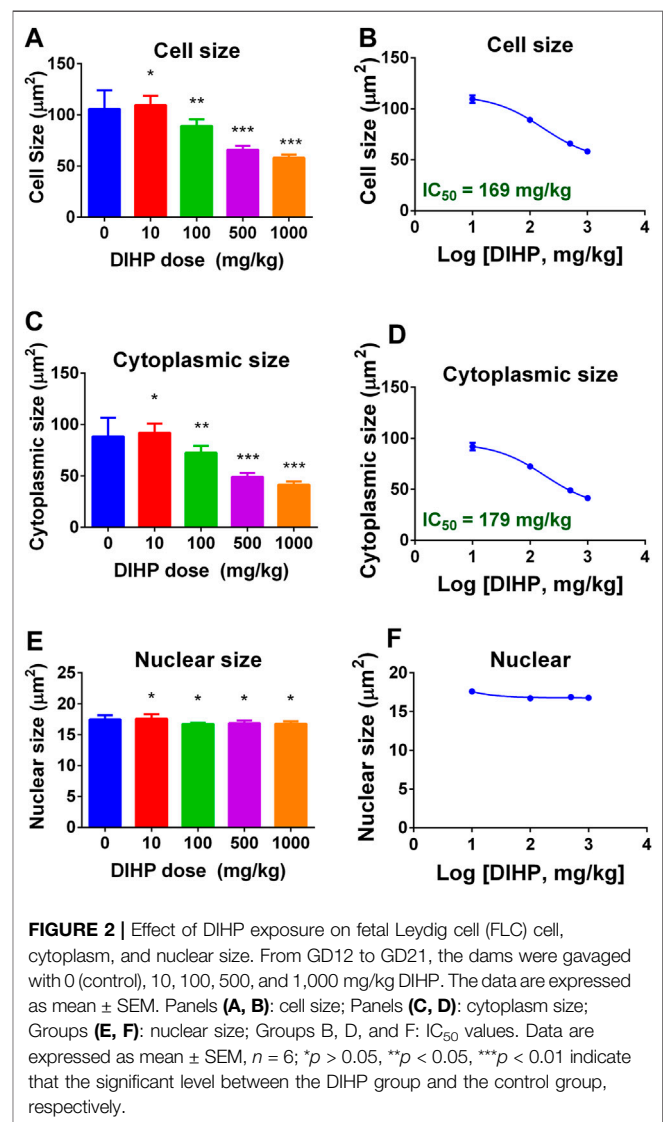 A
Cell size
Cell Size (μm²)
150
100
50
0
* ** *** ***
0 10 100 500 1000
DIHP dose (mg/kg)
B
Cell size
Cell size (μm²)
150
100
50
0
IC₅₀ = 169 mg/kg
0 1 2 3 4
Log [DIHP, mg/kg]
C
Cytoplasmic size
Cytoplasmic size (μm²)
150
100
50
0
* ** *** ***
0 10 100 500 1000
DIHP dose (mg/kg)
D
Cytoplasmic size
Cytoplasmic size (μm²)
150
100
50
0
IC₅₀ = 179 mg/kg
0 1 2 3 4
Log [DIHP, mg/kg]
E
Nuclear size
Nuclear size (μm²)
25
20
15
10
5
0
* * * *
0 10 100 500 1000
DIHP dose (mg/kg)
F
Nuclear
Nuclear size (μm²)
20
15
10
5
0
0 1 2 3 4
Log [DIHP, mg/kg]
FIGURE 2 | Effect of DIHP exposure on fetal Leydig cell (FLC) cell,
cytoplasm, and nuclear size. From GD12 to GD21, the dams were gavaged
with 0 (control), 10, 100, 500, and 1,000 mg/kg DIHP. The data are expressed
as mean ± SEM. Panels (A, B): cell size; Panels (C, D): cytoplasm size;
Groups (E, F): nuclear size; Groups B, D, and F: IC₅₀ values. Data are
expressed as mean ± SEM, n = 6; *p > 0.05, **p < 0.05, ***p < 0.01 indicate
that the significant level between the DIHP group and the control group,
respectively.